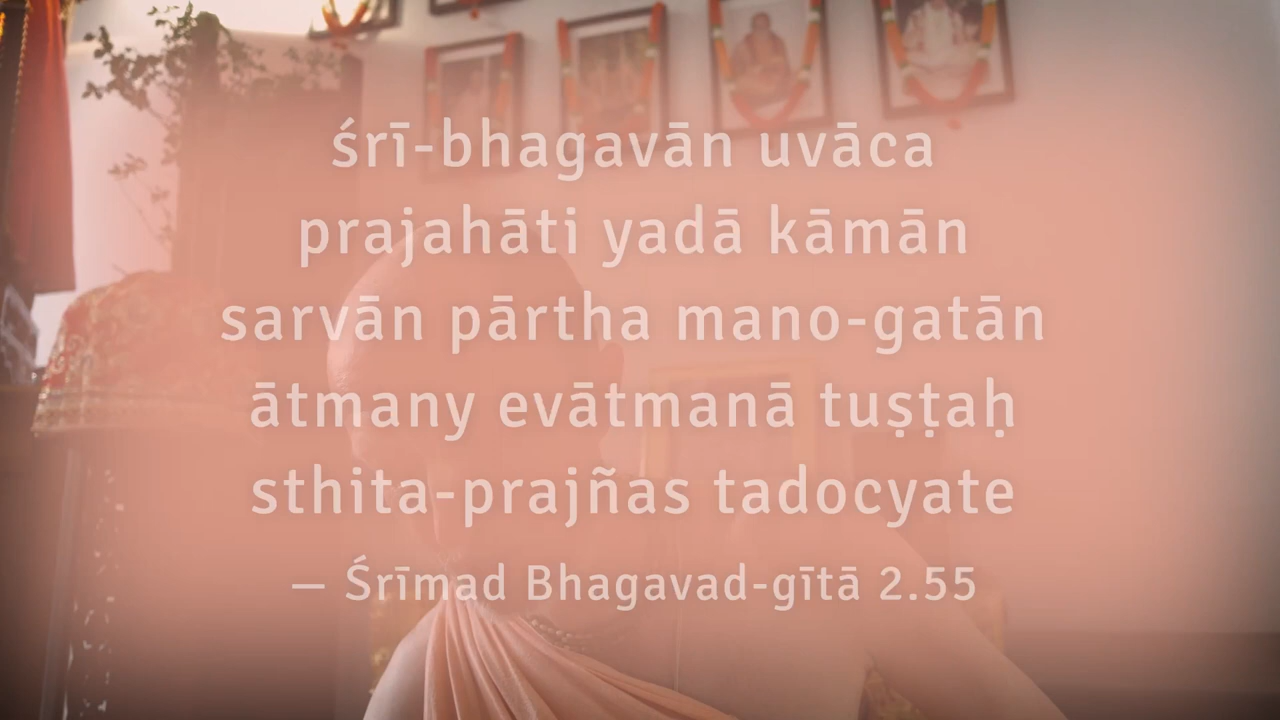 śrī-bhagavān uvāca
prajahāti yadā kāmān
sarvān pārtha mano-gatān
ātmany evātmanā tuṣṭaḥ
sthita-prajñas tadocyate
— Śrīmad Bhagavad-gītā 2.55